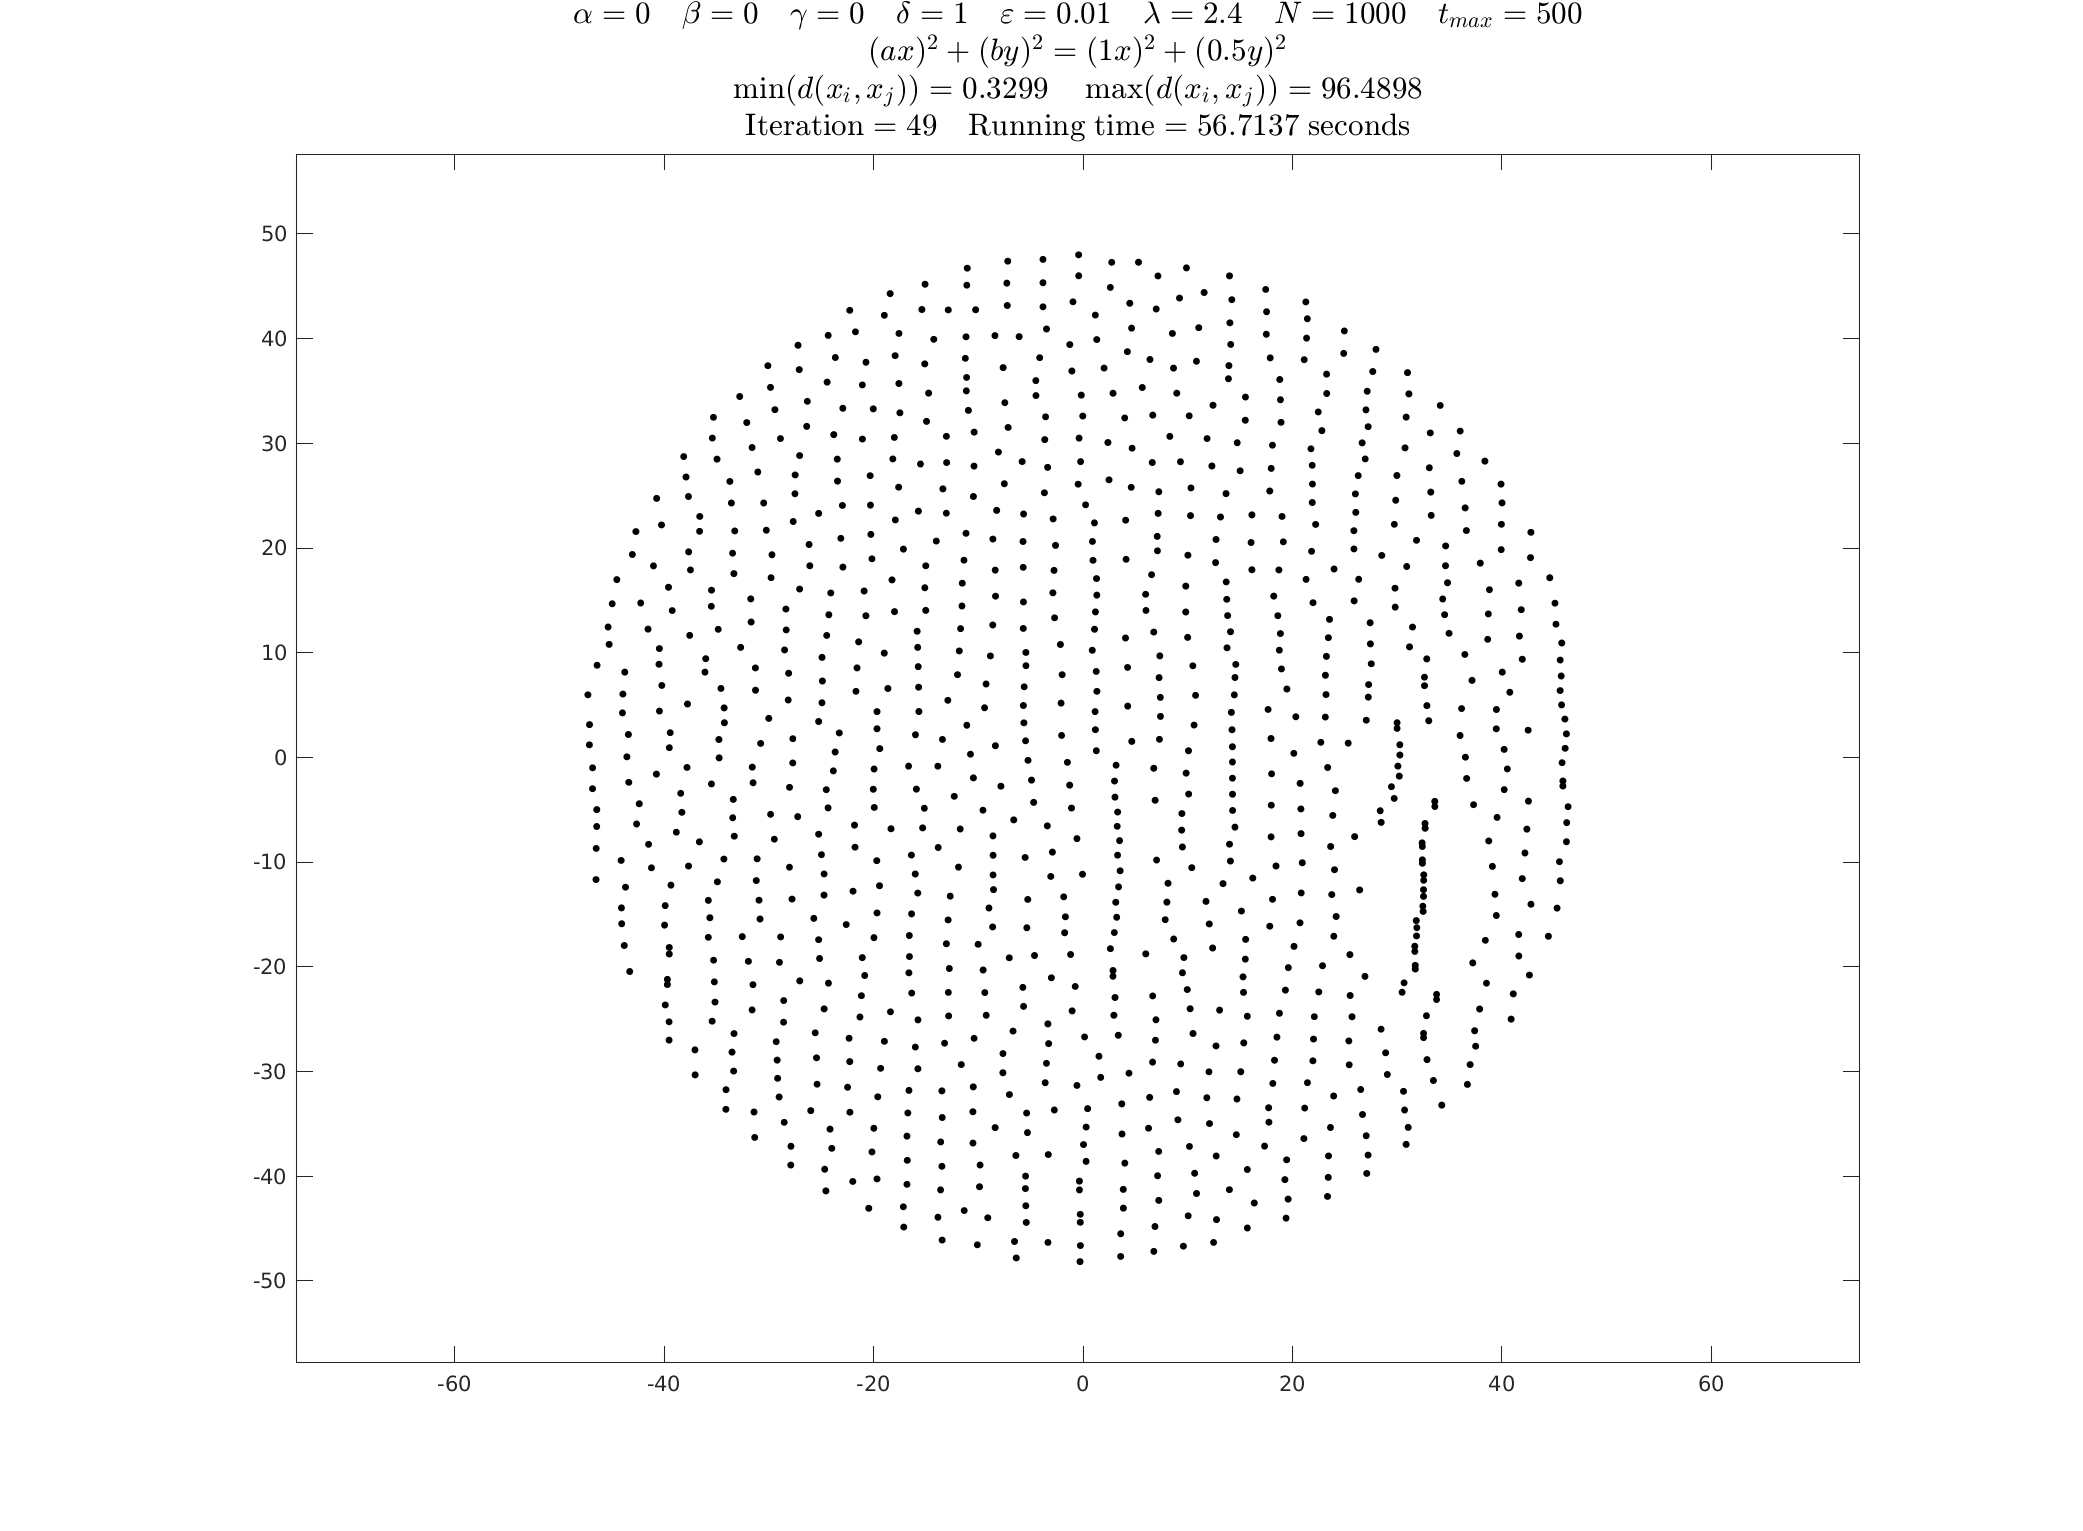 α = 0 β = 0 γ = 0 δ = 1 ε = 0.01 λ = 2.4 N = 1000 t_{max} = 500
(ax)² + (by)² = (1x)² + (0.5y)²
min(d(x_i, x_j)) = 0.3299 max(d(x_i, x_j)) = 96.4898
Iteration = 49 Running time = 56.7137 seconds
50
40
30
20
10
0
-10
-20
-30
-40
-50
-60 -40 -20 0 20 40 60